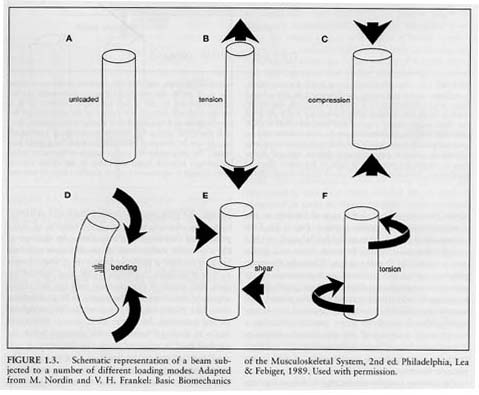 A
B
C
unloaded
tension
compression
D
E
F
bending
shear
torsion
FIGURE 1.3. Schematic representation of a beam sub-
jected to a number of different loading modes. Adapted
from M. Nordin and V. H. Frankel: Basic Biomechanics
of the Musculoskeletal System, 2nd ed. Philadelphia, Lea
& Febiger, 1989. Used with permission.